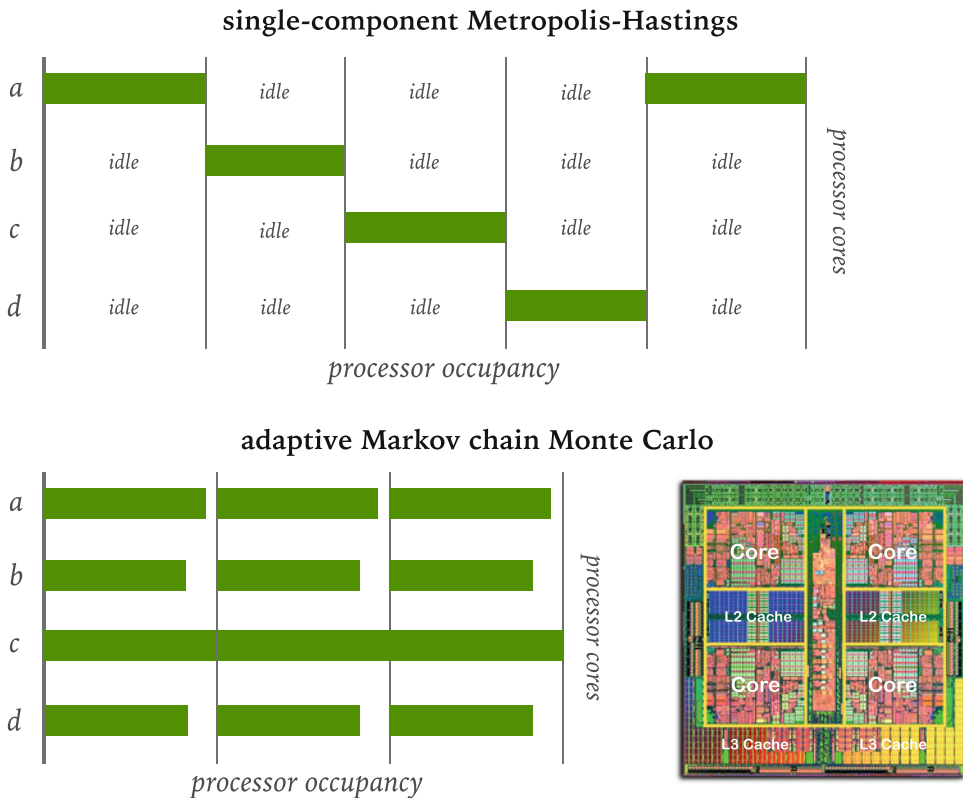 single-component Metropolis-Hastings
a idle idle idle
b idle idle idle idle
c idle idle idle idle
d idle idle idle idle
processor cores
processor occupancy
adaptive Markov chain Monte Carlo
a
b
c
d
processor cores
processor occupancy
Core Core
L2 Cache L2 Cache
Core Core
L3 Cache L3 Cache